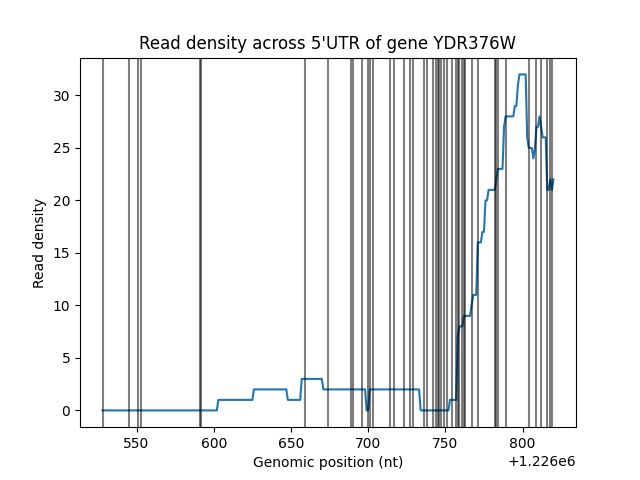 Read density across 5'UTR of gene YDR376W
30
25
20
15
10
5
0
Read density
550 600 650 700 750 800
Genomic position (nt)
+1.226e6